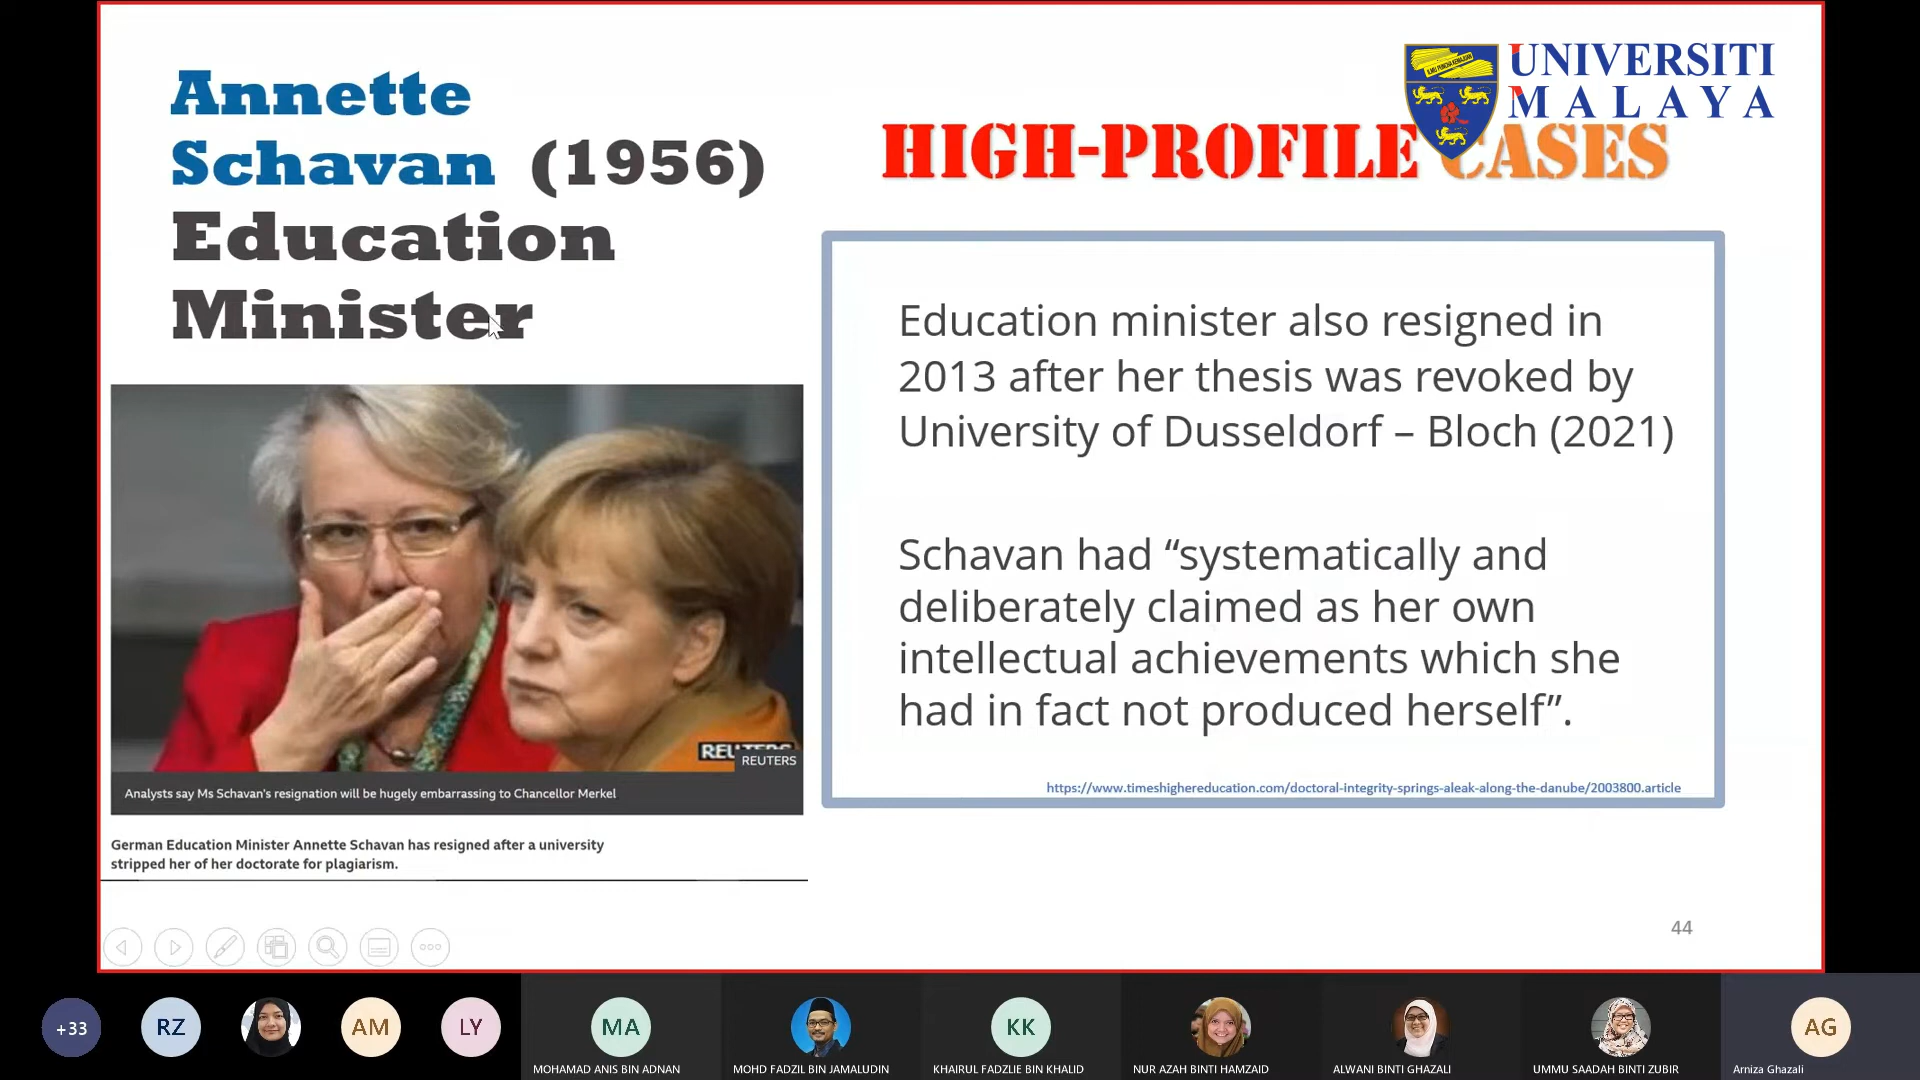 Annette
Schavan (1956)
Education
Minister
UNIVERSITI
MALAYA
HIGH-PROFILE CASES
Education minister also resigned in
2013 after her thesis was revoked by
University of Dusseldorf – Bloch (2021)
Schavan had “systematically and
deliberately claimed as her own
intellectual achievements which she
had in fact not produced herself”.
https://www.timeshighereducation.com/doctoral-integrity-springs-aleak-along-the-danube/2003800.article
REUTERS
REUTERS
Analysts say Ms Schavan's resignation will be hugely embarrassing to Chancellor Merkel
German Education Minister Annette Schavan has resigned after a university
stripped her of her doctorate for plagiarism.
44
+33
RZ
AM
LY
MA
KK
AG
MOHAMAD ANIS BIN ADNAN
MOHD FADZIL BIN JAMALUDIN
KHAIRUL FADZLIE BIN KHALID
NUR AZAH BINTI HAMZAID
ALWANI BINTI GHAZALI
UMMU SAADAH BINTI ZUBIR
Arniza Ghazali